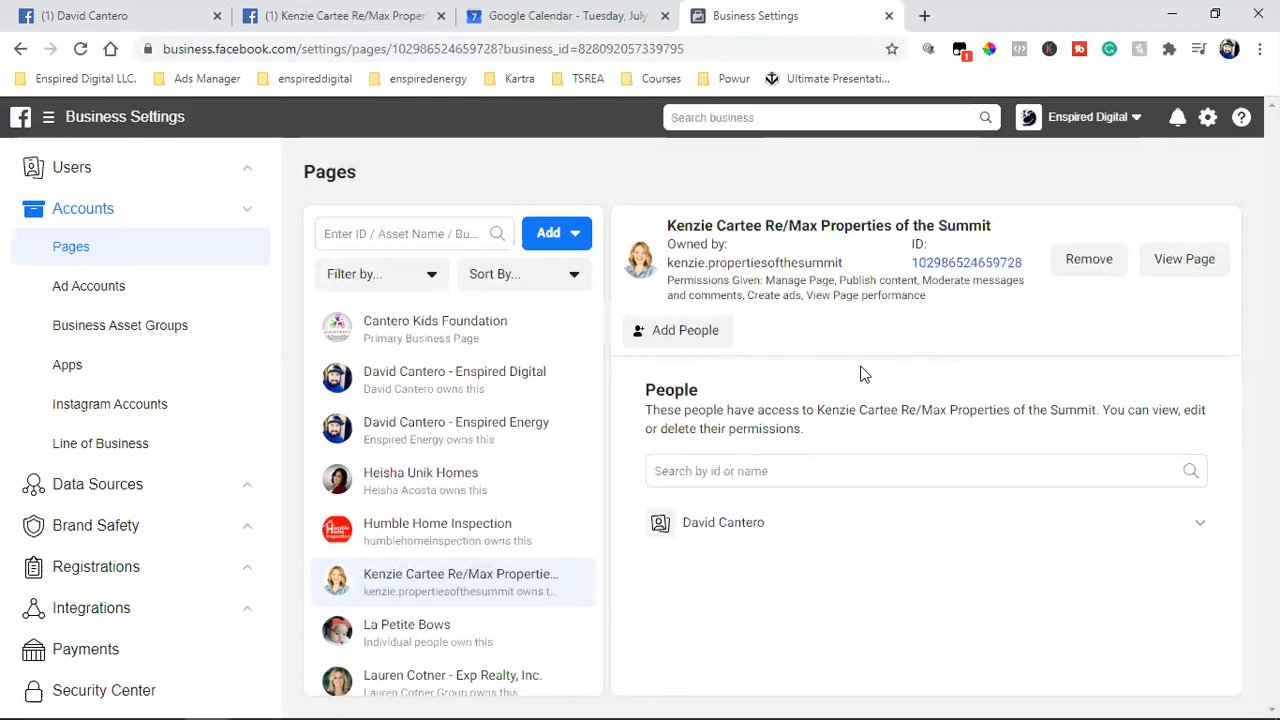 (1) David Cantero
(1) Kenzie Cartee Re/Max Proper
Google Calendar - Tuesday, July
Business Settings
business.facebook.com/settings/pages/102986524659728?business_id=828092057339795
1
Enspired Digital LLC.
Ads Manager
enspireddigital
enspiredenergy
Kartra
TSREA
Courses
Powur
Ultimate Presentati...
Business Settings
Search business
Enspired Digital
Users
Accounts
Pages
Ad Accounts
Business Asset Groups
Apps
Instagram Accounts
Line of Business
Data Sources
Brand Safety
Registrations
Integrations
Payments
Security Center
Pages
Enter ID / Asset Name / Bu...
Add
Filter by...
Sort By...
Cantero Kids Foundation
Primary Business Page
David Cantero - Enspired Digital
David Cantero owns this
David Cantero - Enspired Energy
Enspired Energy owns this
Heisha Unik Homes
Heisha Acosta owns this
Humble Home Inspection
humblehomeinspection owns this
Kenzie Cartee Re/Max Propertie...
kenzie.propertiesofthesummit owns t...
La Petite Bows
Individual people own this
Lauren Cotner - Exp Realty, Inc.
Lauren Cotner Group owns this
Kenzie Cartee Re/Max Properties of the Summit
Owned by:
kenzie.propertiesofthesummit
ID:
102986524659728
Permissions Given: Manage Page, Publish content, Moderate messages
and comments, Create ads, View Page performance
Remove
View Page
Add People
People
These people have access to Kenzie Cartee Re/Max Properties of the Summit. You can view, edit
or delete their permissions.
Search by id or name
David Cantero